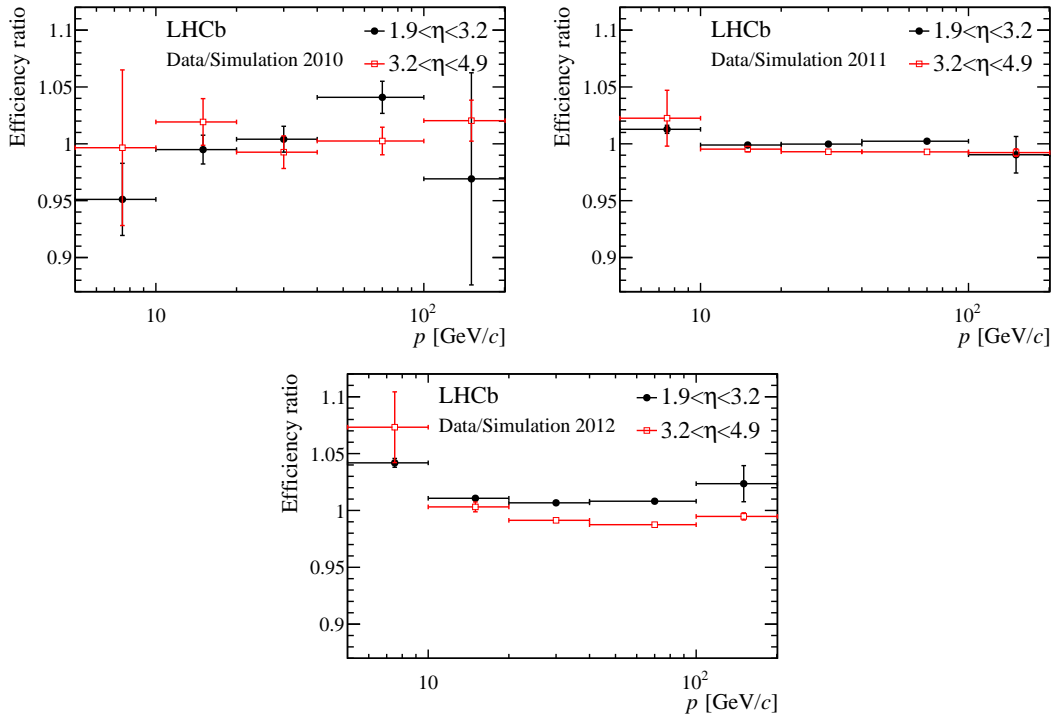 Efficiency ratio
1.1
1.05
1
0.95
0.9
LHCb
Data/Simulation 2010
1.9<η<3.2
3.2<η<4.9
10
10²
p [GeV/c]
Efficiency ratio
1.1
1.05
1
0.95
0.9
LHCb
Data/Simulation 2011
1.9<η<3.2
3.2<η<4.9
10
10²
p [GeV/c]
Efficiency ratio
1.1
1.05
1
0.95
0.9
LHCb
Data/Simulation 2012
1.9<η<3.2
3.2<η<4.9
10
10²
p [GeV/c]